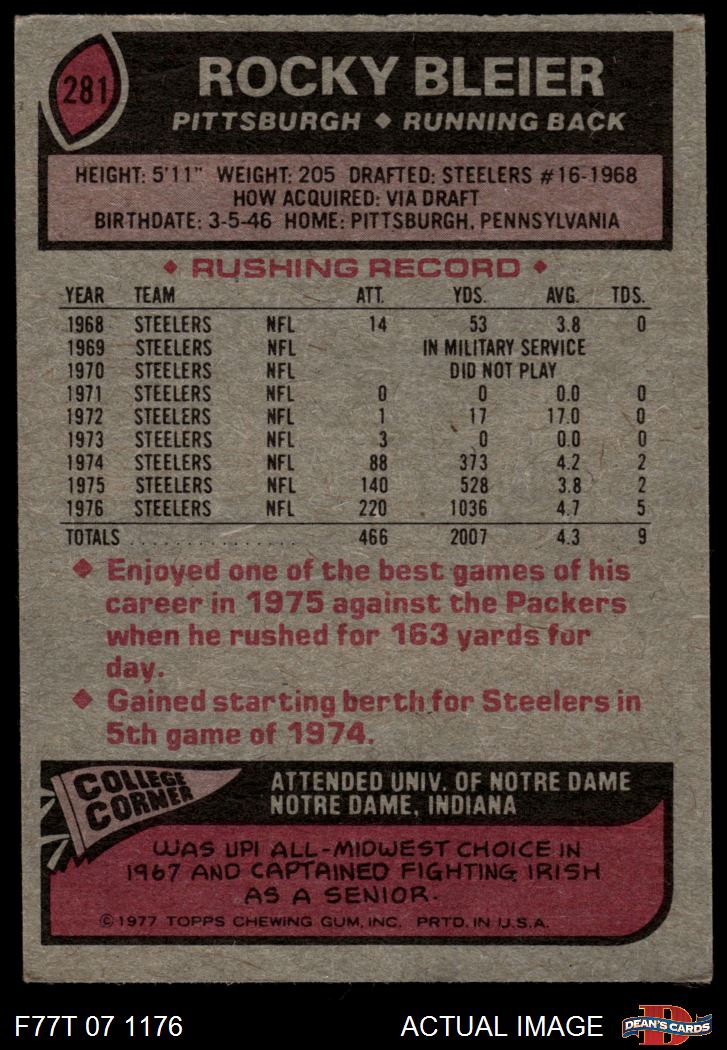 281
ROCKY BLEIER
PITTSBURGH ◆ RUNNING BACK
HEIGHT: 5'11" WEIGHT: 205 DRAFTED: STEELERS #16-1968
HOW ACQUIRED: VIA DRAFT
BIRTHDATE: 3-5-46 HOME: PITTSBURGH, PENNSYLVANIA
◆ RUSHING RECORD ◆
YEAR TEAM ATT. YDS. AVG. TDS.
1968 STEELERS NFL 14 53 3.8 0
1969 STEELERS NFL IN MILITARY SERVICE
1970 STEELERS NFL DID NOT PLAY
1971 STEELERS NFL 0 0 0.0 0
1972 STEELERS NFL 1 17 17.0 0
1973 STEELERS NFL 3 0 0.0 0
1974 STEELERS NFL 88 373 4.2 2
1975 STEELERS NFL 140 528 3.8 2
1976 STEELERS NFL 220 1036 4.7 5
TOTALS . . . . . . . . . . . . . . . 466 2007 4.3 9
◆ Enjoyed one of the best games of his
career in 1975 against the Packers
when he rushed for 163 yards for
day.
◆ Gained starting berth for Steelers in
5th game of 1974.
COLLEGE
CORNER
ATTENDED UNIV. OF NOTRE DAME
NOTRE DAME, INDIANA
WAS UPI ALL-MIDWEST CHOICE IN
1967 AND CAPTAINED FIGHTING IRISH
AS A SENIOR.
© 1977 TOPPS CHEWING GUM, INC. PRTD. IN U.S.A.
F77T 07 1176 ACTUAL IMAGE
D
DEAN'S CARDS